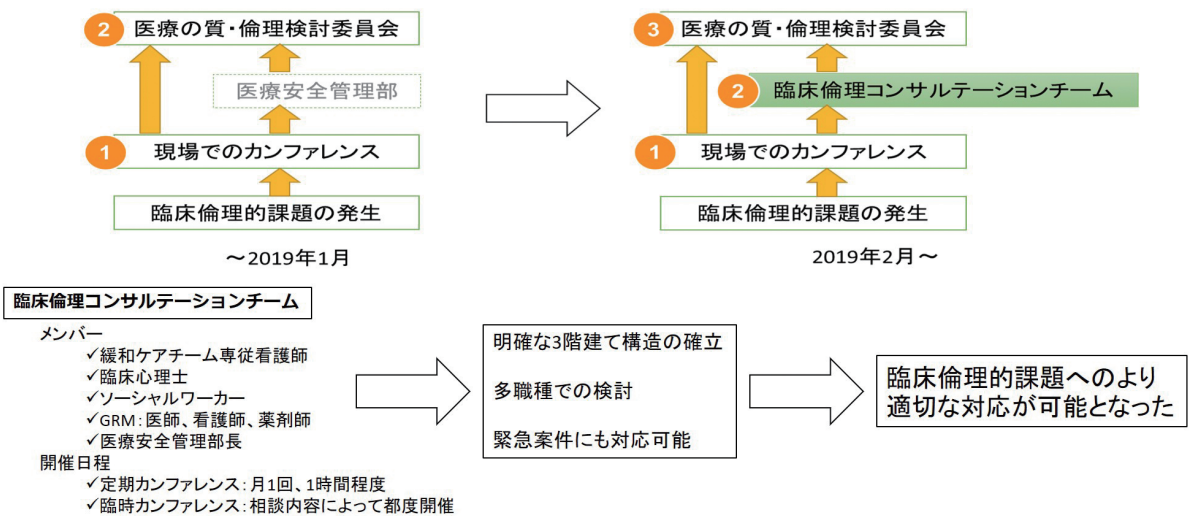 2 医療の質・倫理検討委員会
医療安全管理部
1 現場でのカンファレンス
臨床倫理的課題の発生
～2019年1月
3 医療の質・倫理検討委員会
2 臨床倫理コンサルテーションチーム
1 現場でのカンファレンス
臨床倫理的課題の発生
2019年2月～
臨床倫理コンサルテーションチーム
メンバー
✓緩和ケアチーム専従看護師
✓臨床心理士
✓ソーシャルワーカー
✓GRM：医師、看護師、薬剤師
✓医療安全管理部長
開催日程
✓定期カンファレンス：月1回、1時間程度
✓臨時カンファレンス：相談内容によって都度開催
明確な3階建て構造の確立
多職種での検討
緊急案件にも対応可能
臨床倫理的課題へのより
適切な対応が可能となった